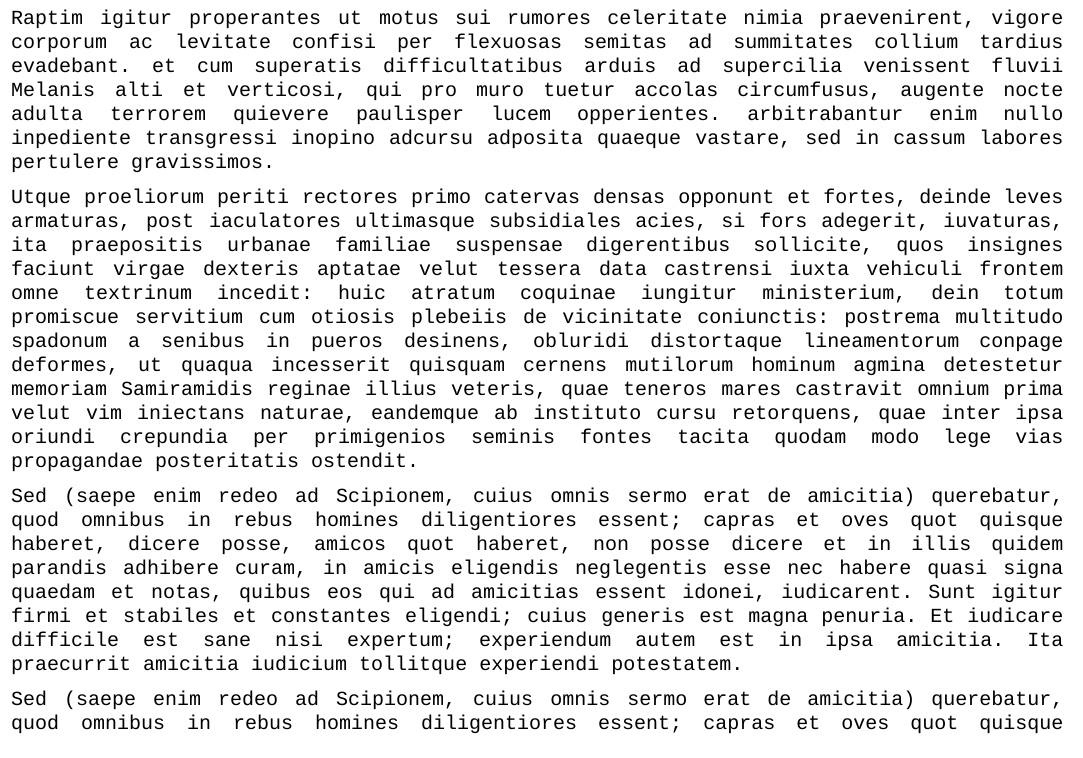 Raptim igitur properantes ut motus sui rumores celeritate nimia praevenirent, vigore
corporum ac levitate confisi per flexuosas semitas ad summitates collium tardius
evadebant. et cum superatis difficultatibus arduis ad supercilia venissent fluvii
Melanis alti et verticosi, qui pro muro tuetur accolas circumfusus, augente nocte
adulta terrorem quievere paulisper lucem opperientes. arbitrabantur enim nullo
inpediente transgressi inopino adcursu adposita quaeque vastare, sed in cassum labores
pertulere gravissimos.
Utque proeliorum periti rectores primo catervas densas opponunt et fortes, deinde leves
armaturas, post iaculatores ultimasque subsidiales acies, si fors adegerit, iuvaturas,
ita praepositis urbanae familiae suspensae digerentibus sollicite, quos insignes
faciunt virgae dexteris aptatae velut tessera data castrensi iuxta vehiculi frontem
omne textrinum incedit: huic atratum coquinae iungitur ministerium, dein totum
promiscue servitium cum otiosis plebeiis de vicinitate coniunctis: postrema multitudo
spadonum a senibus in pueros desinens, obluridi distortaque lineamentorum conpage
deformes, ut quaqua incesserit quisquam cernens mutilorum hominum agmina detestetur
memoriam Samiramidis reginae illius veteris, quae teneros mares castravit omnium prima
velut vim iniectans naturae, eandemque ab instituto cursu retorquens, quae inter ipsa
oriundi crepundia per primigenios seminis fontes tacita quodam modo lege vias
propagandae posteritatis ostendit.
Sed (saepe enim redeo ad Scipionem, cuius omnis sermo erat de amicitia) querebatur,
quod omnibus in rebus homines diligentiores essent; capras et oves quot quisque
haberet, dicere posse, amicos quot haberet, non posse dicere et in illis quidem
parandis adhibere curam, in amicis eligendis neglegentis esse nec habere quasi signa
quaedam et notas, quibus eos qui ad amicitias essent idonei, iudicarent. Sunt igitur
firmi et stabiles et constantes eligendi; cuius generis est magna penuria. Et iudicare
difficile est sane nisi expertum; experiendum autem est in ipsa amicitia. Ita
praecurrit amicitia iudicium tollitque experiendi potestatem.
Sed (saepe enim redeo ad Scipionem, cuius omnis sermo erat de amicitia) querebatur,
quod omnibus in rebus homines diligentiores essent; capras et oves quot quisque